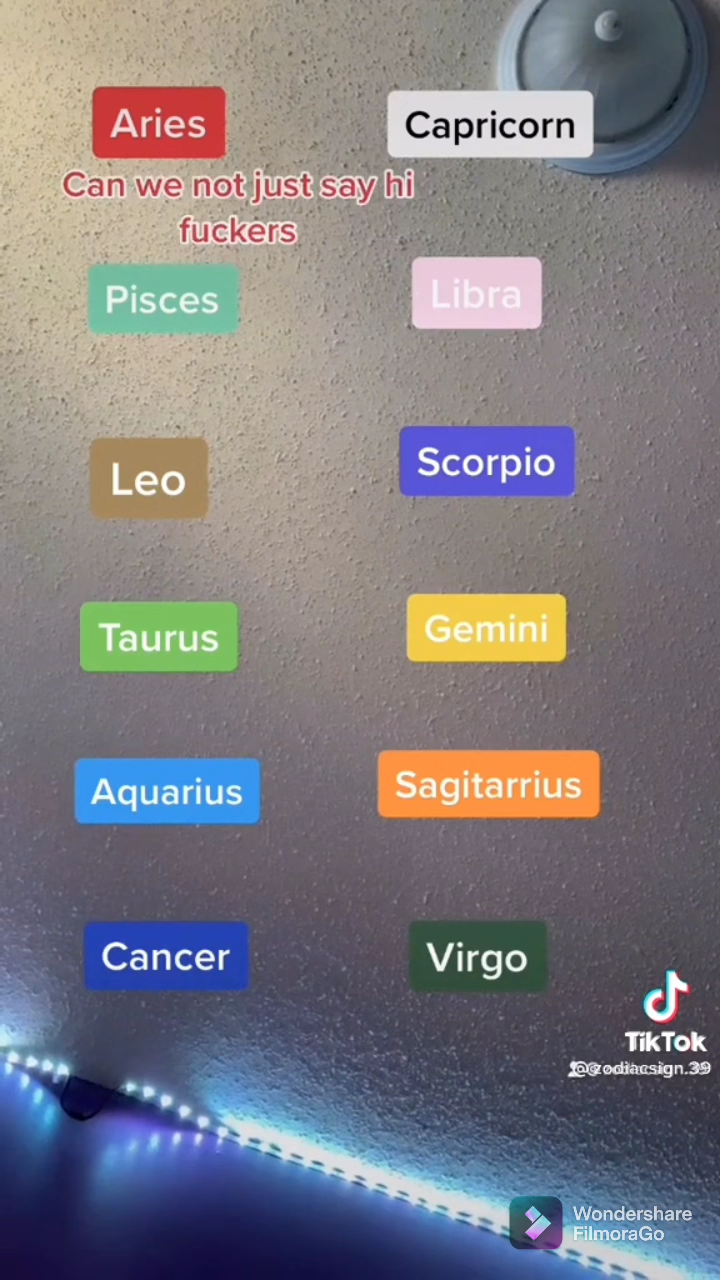 Aries
Capricorn
Can we not just say hi
fuckers
Pisces
Libra
Leo
Scorpio
Taurus
Gemini
Aquarius
Sagitarrius
Cancer
Virgo
TikTok
@zodiacsign.39
Wondershare
FilmoraGo